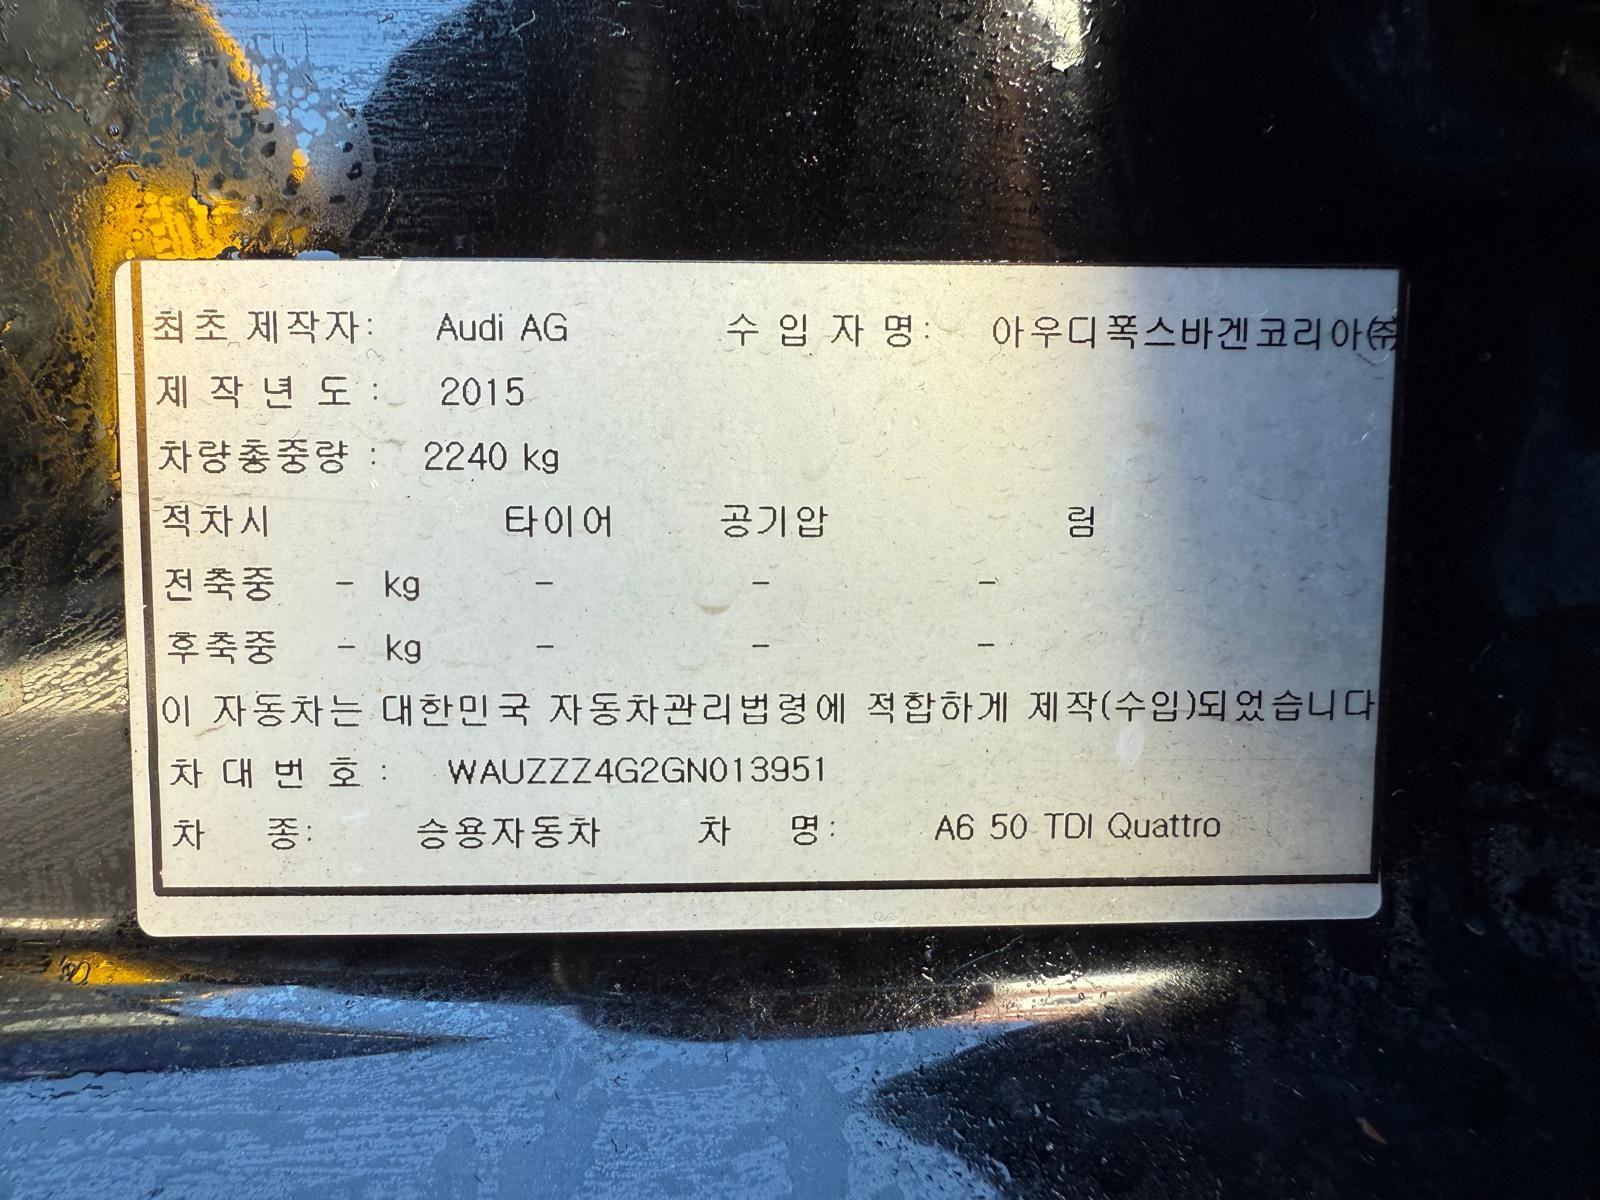 최초 제작자: Audi AG 수 입 자 명: 아우디폭스바겐코리아㈜
제 작 년 도 : 2015
차량총중량 : 2240 kg
적차시 타이어 공기압 림
전축중 - kg - - -
후축중 - kg - - -
이 자동차는 대한민국 자동차관리법령에 적합하게 제작(수입)되었습니다
차 대 번 호 : WAUZZZ4G2GN013951
차 종: 승용자동차 차 명: A6 50 TDI Quattro